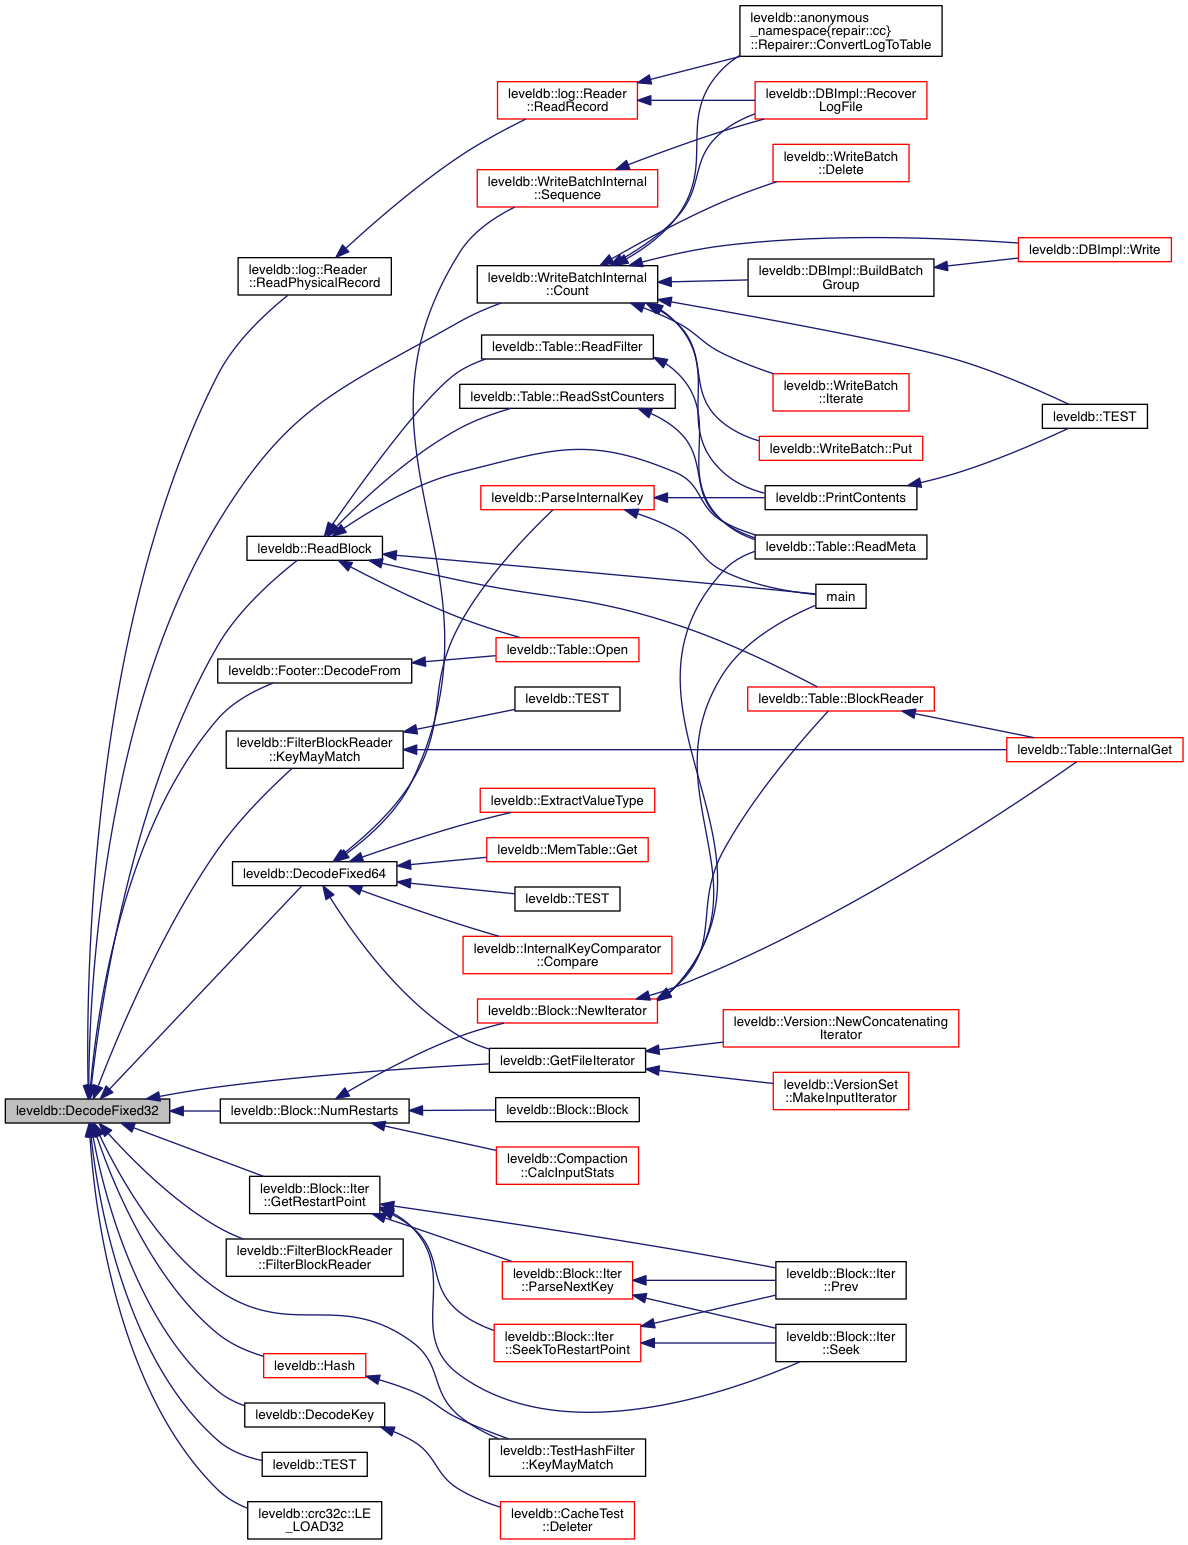 leveldb::anonymous
_namespace{repair::cc}
::Repairer::ConvertLogToTable
leveldb::log::Reader
::ReadRecord
leveldb::DBImpl::Recover
LogFile
leveldb::WriteBatch
::Delete
leveldb::WriteBatchInternal
::Sequence
leveldb::DBImpl::Write
leveldb::log::Reader
::ReadPhysicalRecord
leveldb::WriteBatchInternal
::Count
leveldb::DBImpl::BuildBatch
Group
leveldb::Table::ReadFilter
leveldb::Table::ReadSstCounters
leveldb::WriteBatch
::Iterate
leveldb::TEST
leveldb::WriteBatch::Put
leveldb::ParseInternalKey
leveldb::PrintContents
leveldb::ReadBlock
leveldb::Table::ReadMeta
main
leveldb::Table::Open
leveldb::Footer::DecodeFrom
leveldb::TEST
leveldb::Table::BlockReader
leveldb::FilterBlockReader
::KeyMayMatch
leveldb::Table::InternalGet
leveldb::ExtractValueType
leveldb::MemTable::Get
leveldb::DecodeFixed64
leveldb::TEST
leveldb::InternalKeyComparator
::Compare
leveldb::Block::NewIterator
leveldb::Version::NewConcatenating
Iterator
leveldb::GetFileIterator
leveldb::VersionSet
::MakeInputIterator
leveldb::DecodeFixed32
leveldb::Block::NumRestarts
leveldb::Block::Block
leveldb::Compaction
::CalcInputStats
leveldb::Block::Iter
::GetRestartPoint
leveldb::FilterBlockReader
::FilterBlockReader
leveldb::Block::Iter
::ParseNextKey
leveldb::Block::Iter
::Prev
leveldb::Block::Iter
::SeekToRestartPoint
leveldb::Block::Iter
::Seek
leveldb::Hash
leveldb::DecodeKey
leveldb::TestHashFilter
::KeyMayMatch
leveldb::TEST
leveldb::crc32c::LE
_LOAD32
leveldb::CacheTest
::Deleter